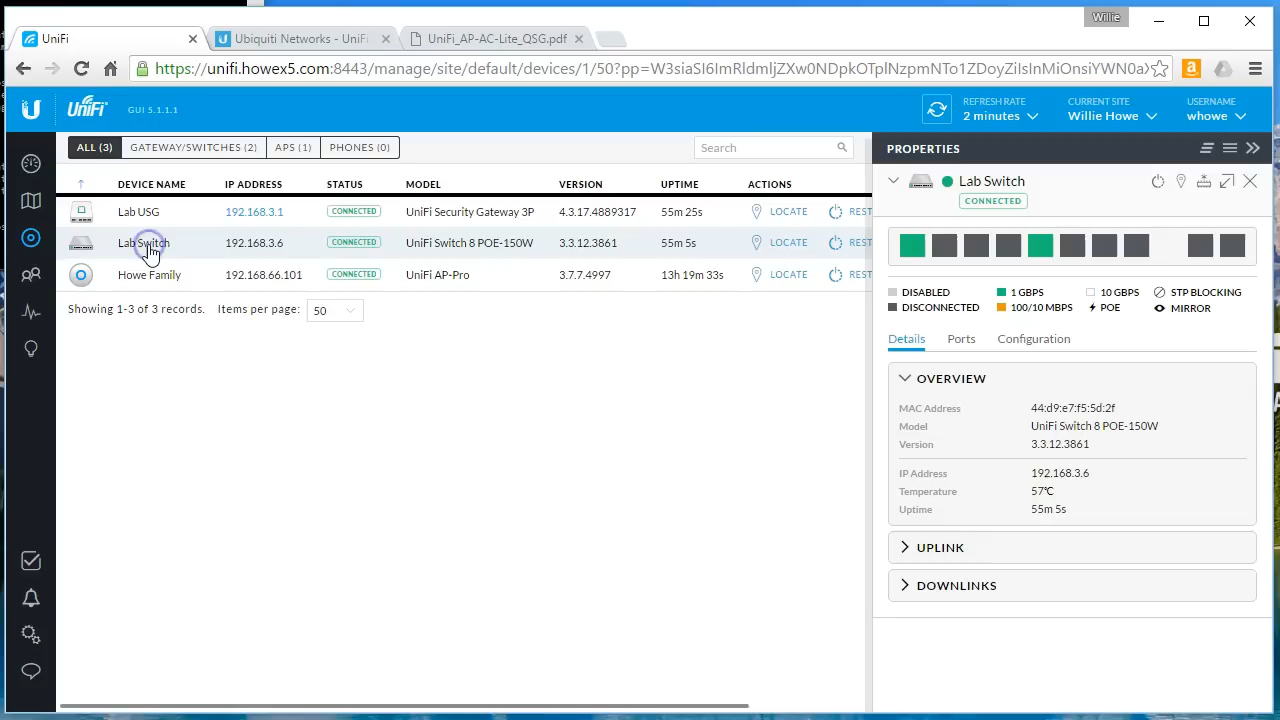 Willie
UniFi
Ubiquiti Networks - UniFi
UniFi_AP-AC-Lite_QSG.pdf
https://unifi.howex5.com:8443/manage/site/default/devices/1/50?pp=
UniFi
GUI 5.1.1.1
REFRESH RATE
2 minutes
CURRENT SITE
Willie Howe
USERNAME
whowe
ALL (3)
GATEWAY/SWITCHES (2)
APS (1)
PHONES (0)
Search
DEVICE NAME IP ADDRESS STATUS MODEL VERSION UPTIME ACTIONS
Lab USG 192.168.3.1 CONNECTED UniFi Security Gateway 3P 4.3.17.4889317 55m 25s LOCATE REST
Lab Switch 192.168.3.6 CONNECTED UniFi Switch 8 POE-150W 3.3.12.3861 55m 5s LOCATE REST
Howe Family 192.168.66.101 CONNECTED UniFi AP-Pro 3.7.7.4997 13h 19m 33s LOCATE REST
Showing 1-3 of 3 records. Items per page: 50
PROPERTIES
Lab Switch
CONNECTED
DISABLED 1 GBPS 10 GBPS STP BLOCKING
DISCONNECTED 100/10 MBPS POE MIRROR
Details Ports Configuration
OVERVIEW
MAC Address 44:d9:e7:f5:5d:2f
Model UniFi Switch 8 POE-150W
Version 3.3.12.3861
IP Address 192.168.3.6
Temperature 57℃
Uptime 55m 5s
UPLINK
DOWNLINKS